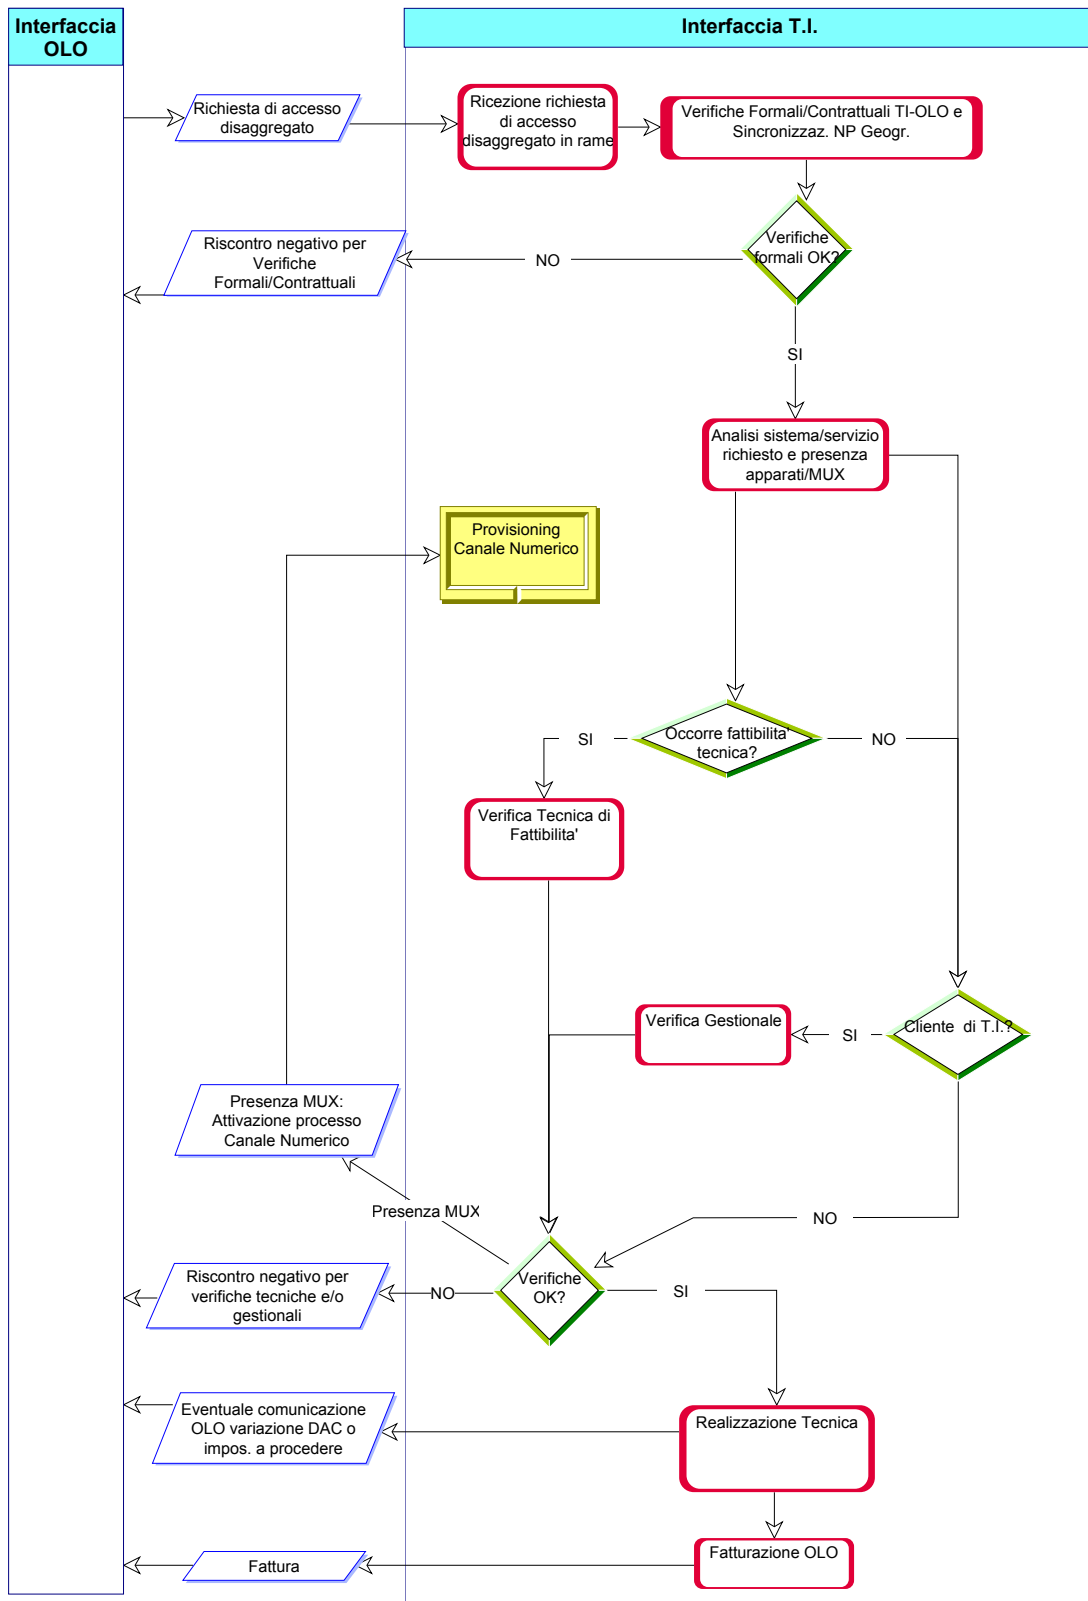 Interfaccia
OLO
Interfaccia T.I.
Richiesta di accesso
disaggregato
Ricezione richiesta
di accesso
disaggregato in rame
Verifiche Formali/Contrattuali TI-OLO e
Sincronizzaz. NP Geogr.
Verifiche
formali OK?
NO
Riscontro negativo per
Verifiche
Formali/Contrattuali
SI
Analisi sistema/servizio
richiesto e presenza
apparati/MUX
Provisioning
Canale Numerico
Occorre fattibilita'
tecnica?
SI
NO
Verifica Tecnica di
Fattibilita'
Verifica Gestionale
SI
Cliente di T.I.?
Presenza MUX:
Attivazione processo
Canale Numerico
Presenza MUX
NO
Verifiche
OK?
Riscontro negativo per
verifiche tecniche e/o
gestionali
NO
SI
Eventuale comunicazione
OLO variazione DAC o
impos. a procedere
Realizzazione Tecnica
Fatturazione OLO
Fattura